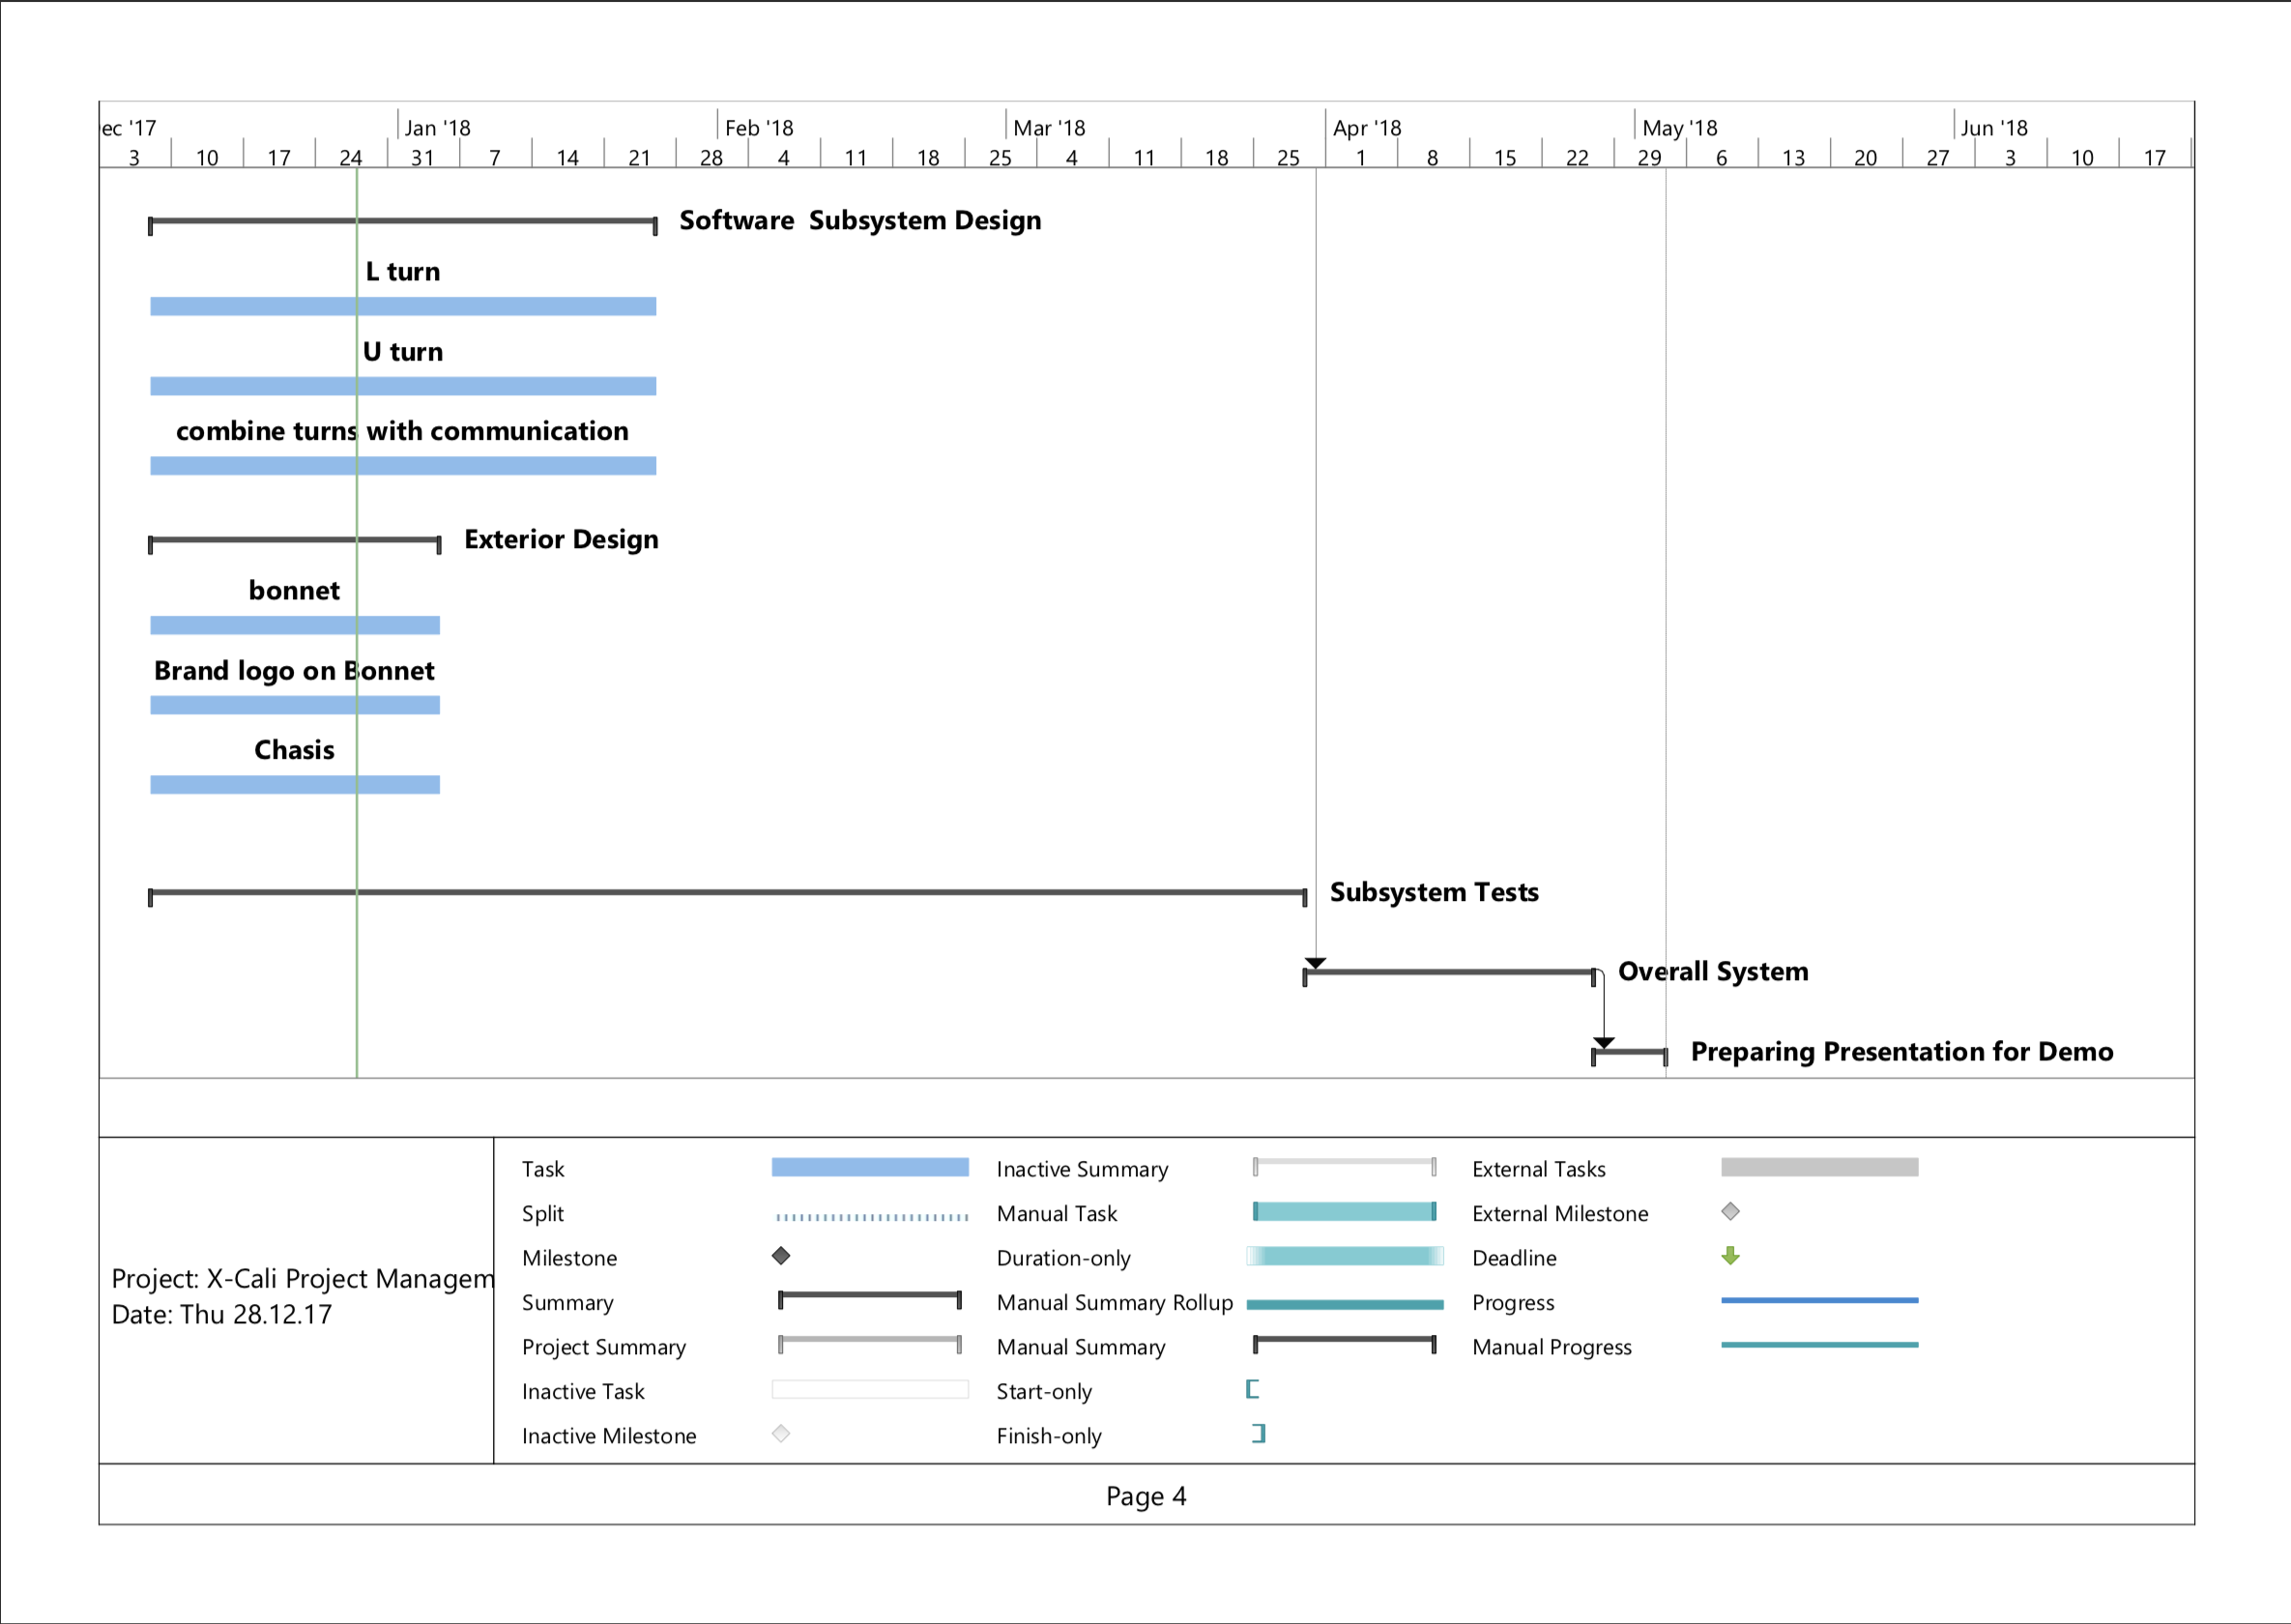 ec '17 Jan '18 Feb '18 Mar '18 Apr '18 May '18 Jun '18
3 10 17 24 31 7 14 21 28 4 11 18 25 4 11 18 25 1 8 15 22 29 6 13 20 27 3 10 17
Software  Subsystem Design
L turn
U turn
combine turns with communication
Exterior Design
bonnet
Brand logo on Bonnet
Chasis
Subsystem Tests
Overall System
Preparing Presentation for Demo
Project: X-Cali Project Managem
Date: Thu 28.12.17
Task
Split
Milestone
Summary
Project Summary
Inactive Task
Inactive Milestone
Inactive Summary
Manual Task
Duration-only
Manual Summary Rollup
Manual Summary
Start-only
Finish-only
External Tasks
External Milestone
Deadline
Progress
Manual Progress
Page 4